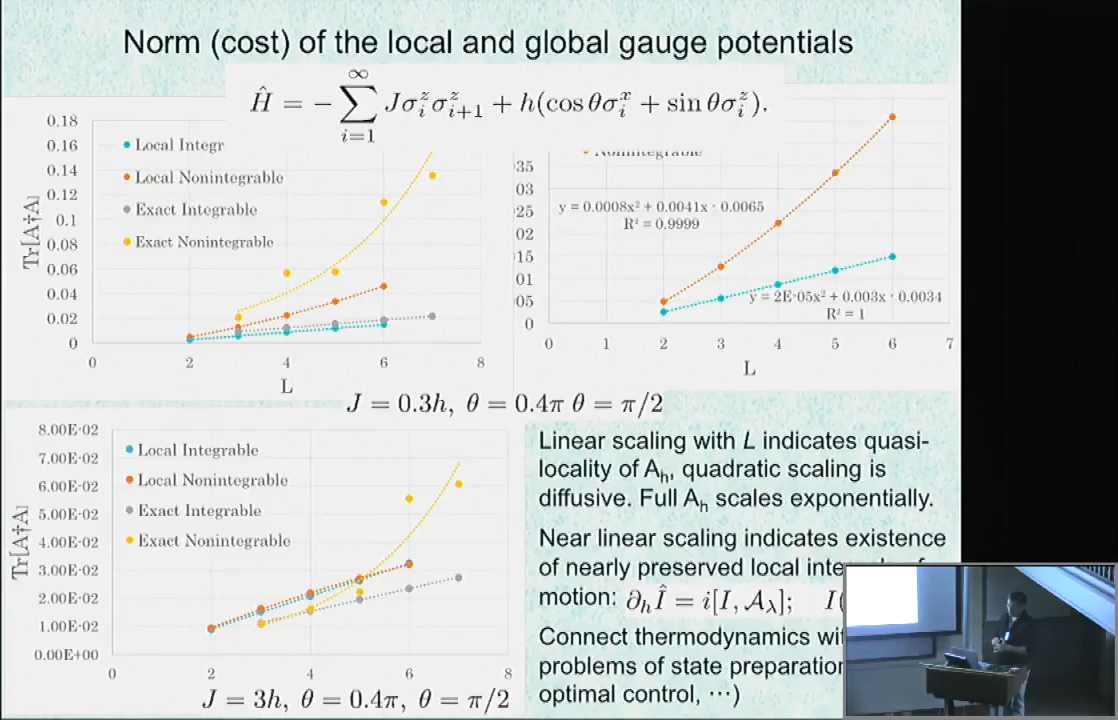 Norm (cost) of the local and global gauge potentials
Ĥ = −∑_{i=1}^{∞} Jσ_i^z σ_{i+1}^z + h(cos θσ_i^x + sin θσ_i^z).
0.18
0.16
0.14
0.12
0.1
0.08
0.06
0.04
0.02
0
Tr[A†A]
Local Integr
Local Nonintegrable
Exact Integrable
Exact Nonintegrable
0 2 4 6 8
L
35
03
25
02
15
01
05
0
y = 0.0008x² + 0.0041x - 0.0065
R² = 0.9999
y = 2E-05x² + 0.003x - 0.0034
R² = 1
0 1 2 3 4 5 6 7
L
J = 0.3h, θ = 0.4π θ = π/2
8.00E-02
7.00E-02
6.00E-02
5.00E-02
4.00E-02
3.00E-02
2.00E-02
1.00E-02
0.00E+00
Tr[A†A]
Local Integrable
Local Nonintegrable
Exact Integrable
Exact Nonintegrable
0 2 4 6 8
J = 3h, θ = 0.4π, θ = π/2
Linear scaling with L indicates quasi-
locality of A_h, quadratic scaling is
diffusive. Full A_h scales exponentially.
Near linear scaling indicates existence
of nearly preserved local
motion: ∂_h Î = i[I, 𝒜_λ]; I(
Connect thermodynamics
problems of state preparation
optimal control, ⋯)